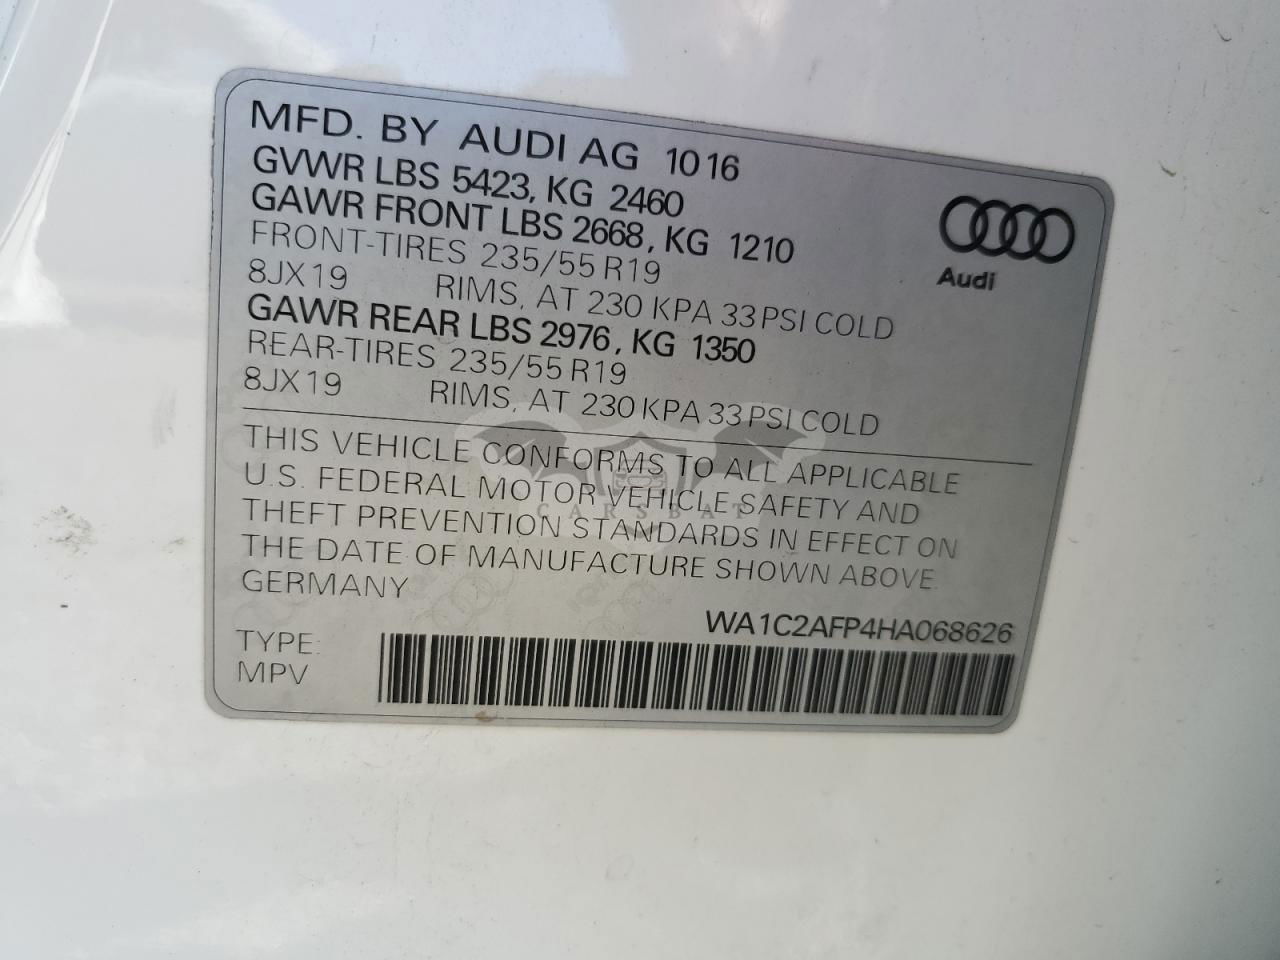 MFD. BY AUDI AG 1016
GVWR LBS 5423, KG 2460
GAWR FRONT LBS 2668, KG 1210
FRONT-TIRES 235/55 R19
8JX19 RIMS, AT 230 KPA 33 PSI COLD
GAWR REAR LBS 2976, KG 1350
REAR-TIRES 235/55 R19
8JX19 RIMS, AT 230 KPA 33 PSI COLD
Audi
THIS VEHICLE CONFORMS TO ALL APPLICABLE
U.S. FEDERAL MOTOR VEHICLE SAFETY AND
THEFT PREVENTION STANDARDS IN EFFECT ON
THE DATE OF MANUFACTURE SHOWN ABOVE
GERMANY
CARSBAT
WA1C2AFP4HA068626
TYPE:
MPV